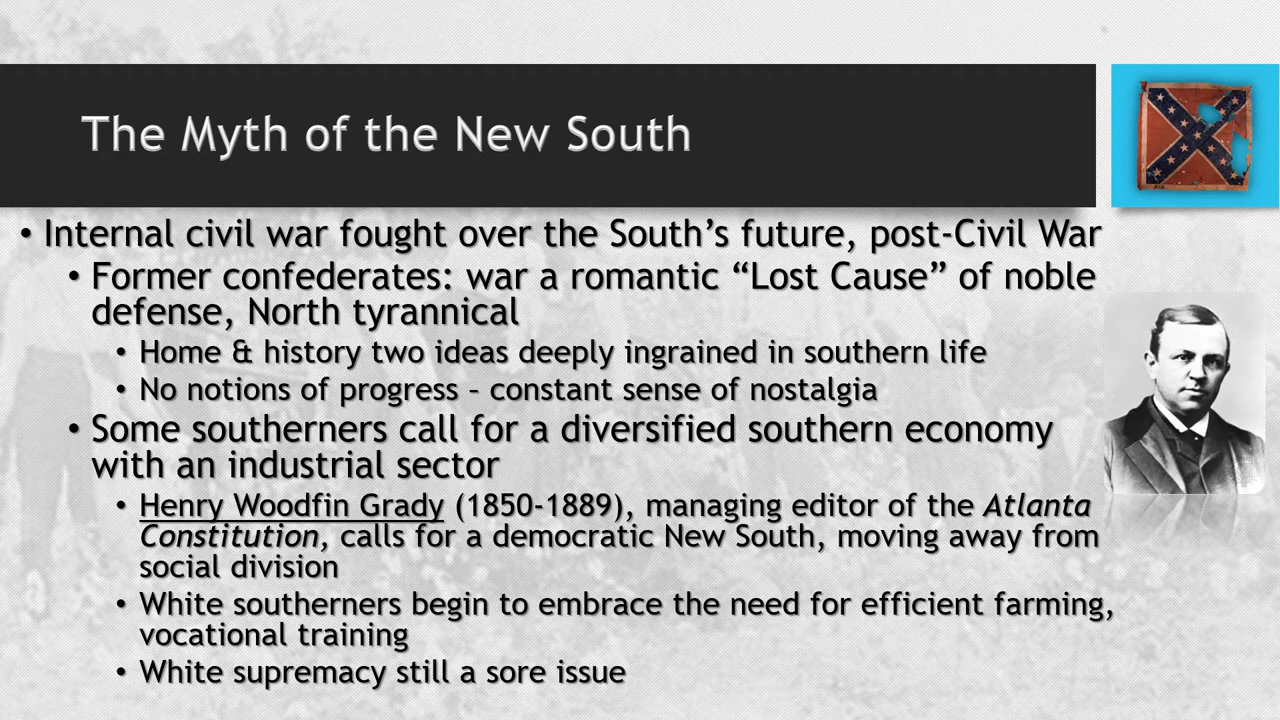 The Myth of the New South
• Internal civil war fought over the South’s future, post-Civil War
• Former confederates: war a romantic “Lost Cause” of noble
defense, North tyrannical
• Home & history two ideas deeply ingrained in southern life
• No notions of progress – constant sense of nostalgia
• Some southerners call for a diversified southern economy
with an industrial sector
• Henry Woodfin Grady (1850-1889), managing editor of the Atlanta
Constitution, calls for a democratic New South, moving away from
social division
• White southerners begin to embrace the need for efficient farming,
vocational training
• White supremacy still a sore issue